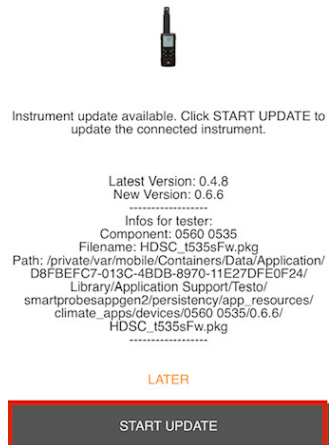 Instrument update available. Click START UPDATE to
update the connected instrument.
Latest Version: 0.4.8
New Version: 0.6.6
------------------
Infos for tester:
Component: 0560 0535
Filename: HDSC_t535sFw.pkg
Path: /private/var/mobile/Containers/Data/Application/
D8FBEFC7-013C-4BDB-8970-11E27DFE0F24/
Library/Application Support/Testo/
smartprobesappgen2/persistency/app_resources/
climate_apps/devices/0560 0535/0.6.6/
HDSC_t535sFw.pkg
------------------
LATER
START UPDATE